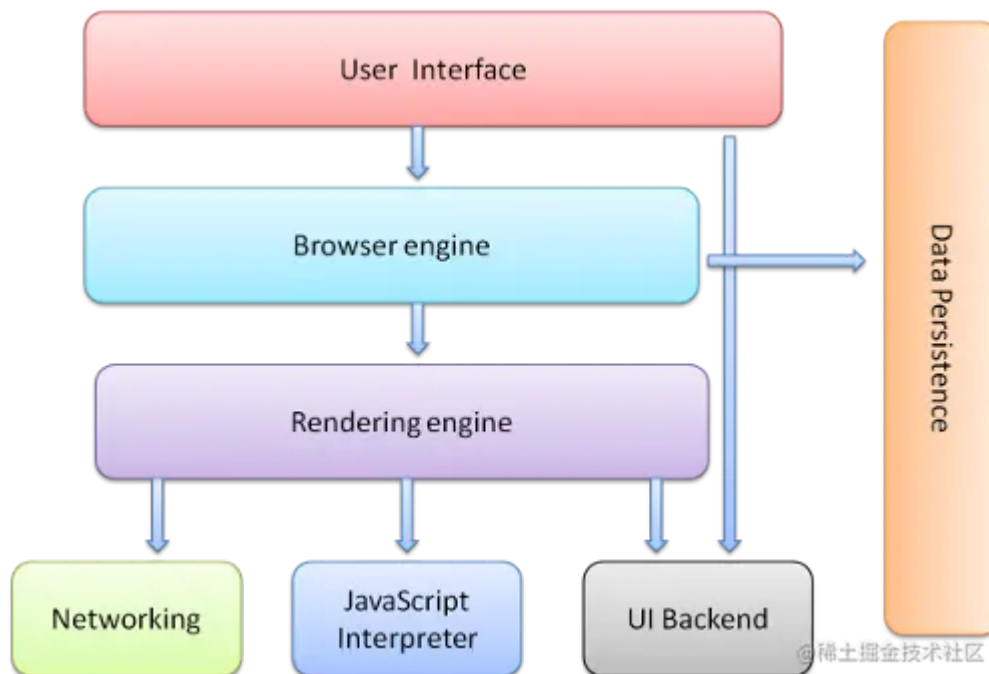 User Interface
Browser engine
Data Persistence
Rendering engine
Networking
JavaScript
Interpreter
UI Backend
@稀土掘金技术社区